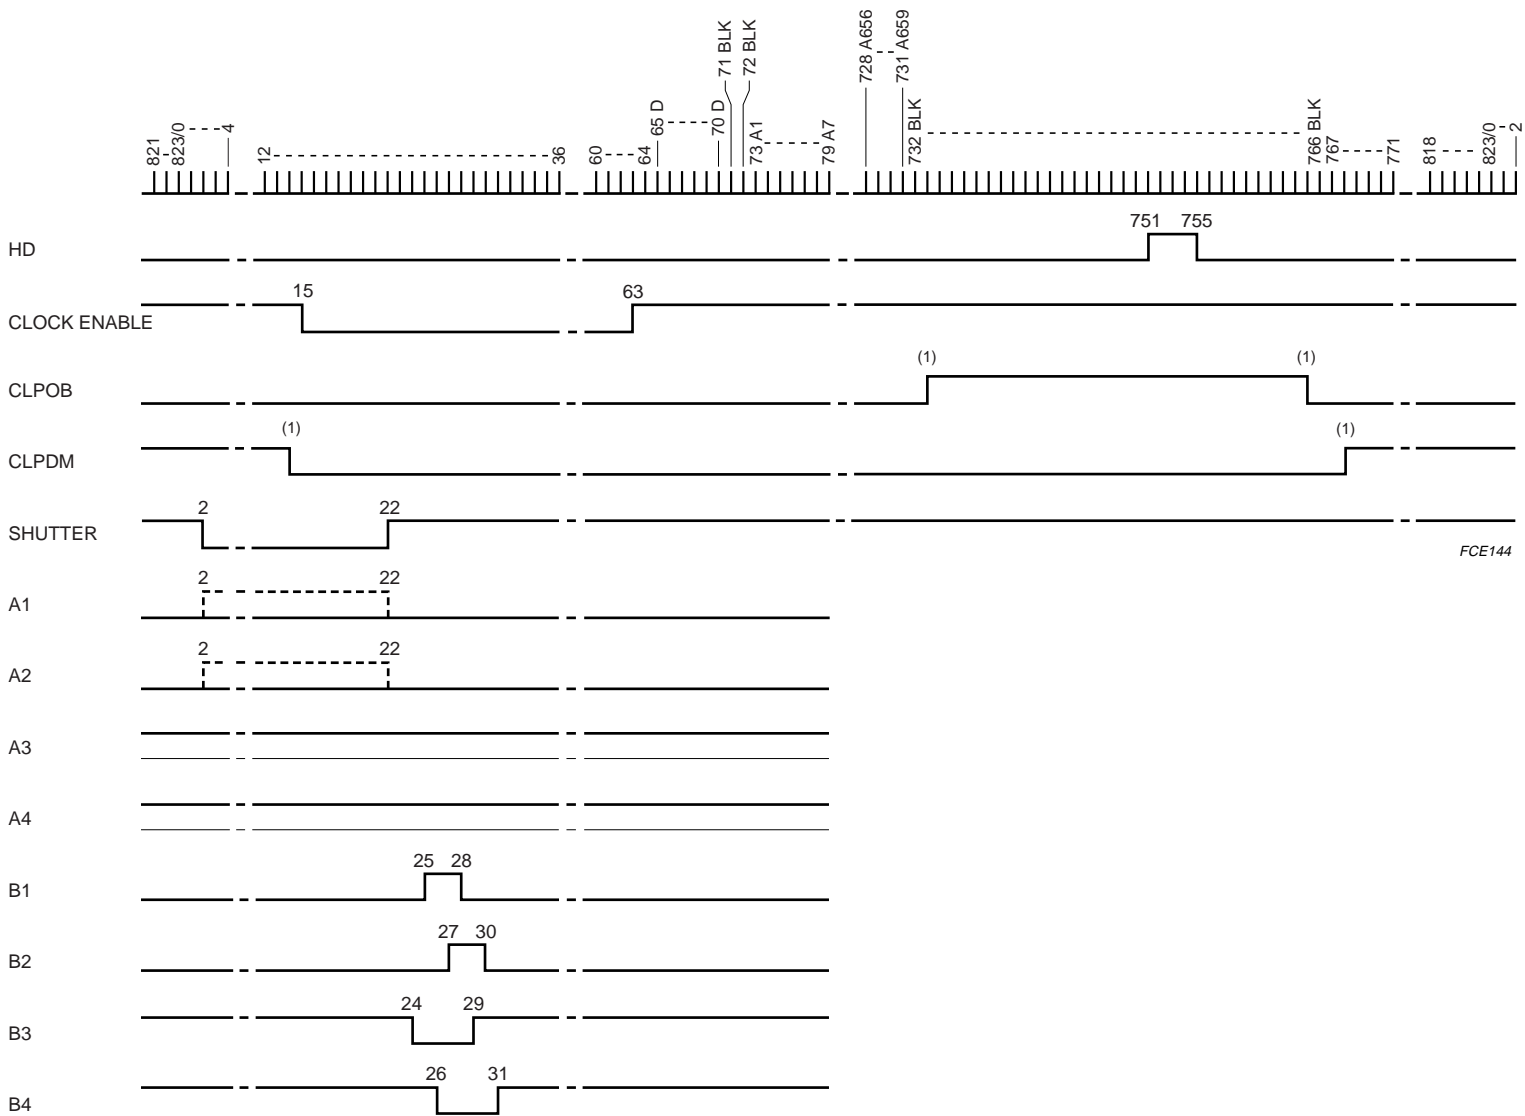 821
823/0
4
12
36
60
64
65 D
70 D
71 BLK
72 BLK
73 A1
79 A7
728 A656
731 A659
732 BLK
766 BLK
767
771
818
823/0
2
HD
751 755
CLOCK ENABLE
15 63
CLPOB
(1) (1)
CLPDM
(1) (1)
SHUTTER
2 22
FCE144
A1
2 22
A2
2 22
A3
A4
B1
25 28
B2
27 30
B3
24 29
B4
26 31